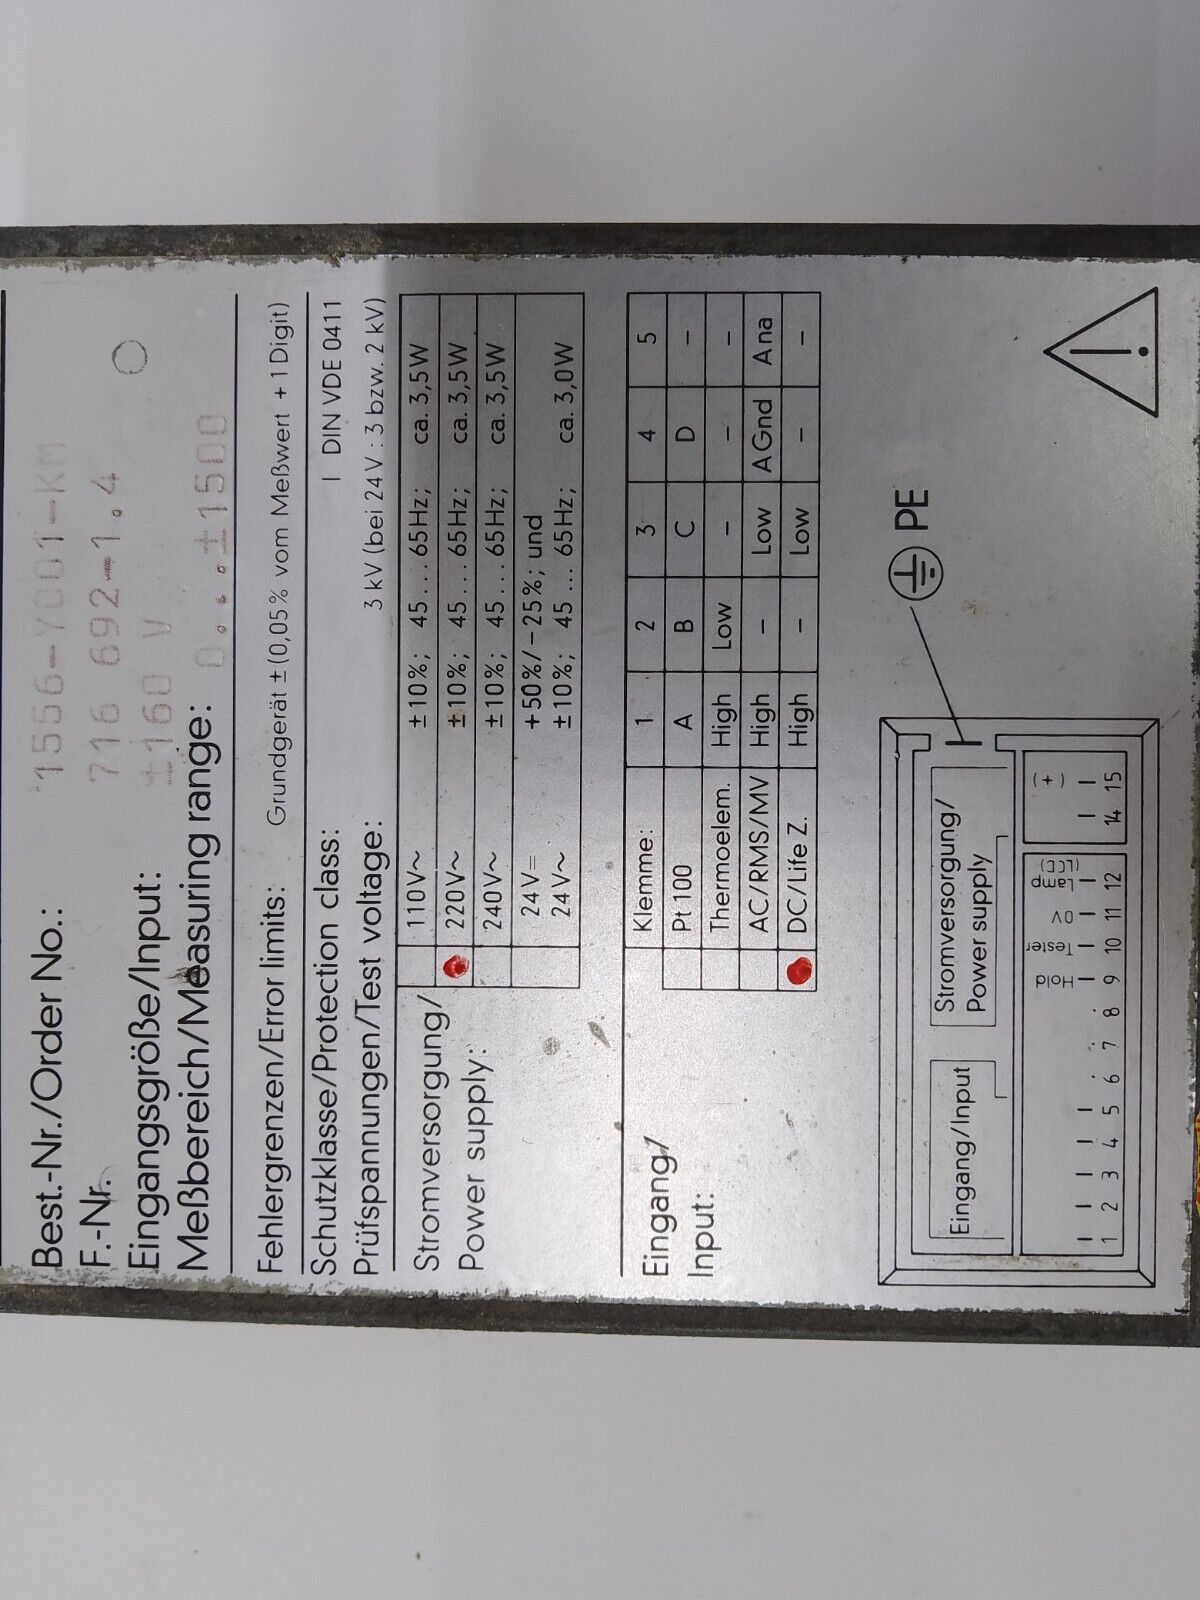 Best.-Nr./Order No.: 1556-Y001-KM
F.-Nr. 716 692-1.4
Eingangsgröße/Input: ±160 V
Meßbereich/Measuring range: 0...±1500
Fehlergrenzen/Error limits: Grundgerät ±(0,05% vom Meßwert + 1 Digit)
Schutzklasse/Protection class: I DIN VDE 0411
Prüfspannungen/Test voltage: 3 kV (bei 24 V : 3 bzw. 2 kV)
Stromversorgung/
Power supply:
110V~ ±10%; 45...65Hz; ca. 3,5W
220V~ ±10%; 45...65Hz; ca. 3,5W
240V~ ±10%; 45...65Hz; ca. 3,5W
24V= +50%/-25%; und
24V~ ±10%; 45...65Hz; ca. 3,0W
Eingang/
Input:
Klemme: 1 2 3 4 5
Pt 100 A B C D –
Thermoelem. High Low – – –
AC/RMS/MV High – Low AGnd Ana
DC/Life Z. High – Low – –
PE
Eingang/Input
Stromversorgung/
Power supply
Hold Tester 0V Lamp (LCD) (+)
1 2 3 4 5 6 7 8 9 10 11 12 14 15